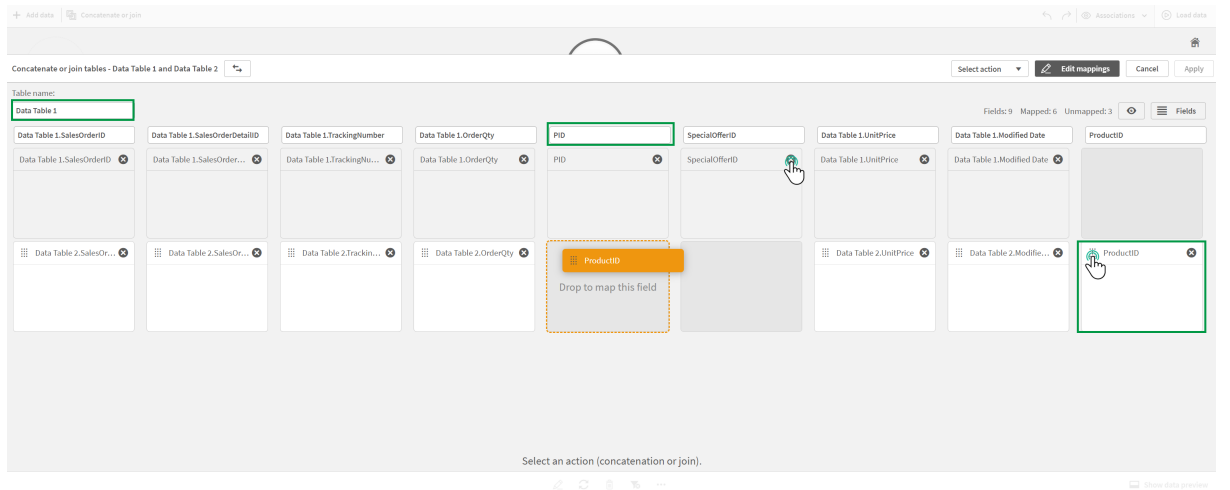 Add data Concatenate or join Associations Load data
Concatenate or join tables - Data Table 1 and Data Table 2 Select action Edit mappings Cancel Apply
Table name:
Data Table 1 Fields: 9 Mapped: 6 Unmapped: 3 Fields
Data Table 1.SalesOrderID Data Table 1.SalesOrderDetailID Data Table 1.TrackingNumber Data Table 1.OrderQty PID SpecialOfferID Data Table 1.UnitPrice Data Table 1.Modified Date ProductID
Data Table 1.SalesOrderID Data Table 1.SalesOrder... Data Table 1.TrackingNu... Data Table 1.OrderQty PID SpecialOfferID Data Table 1.UnitPrice Data Table 1.Modified Date
Data Table 2.SalesOr... Data Table 2.SalesOr... Data Table 2.Trackin... Data Table 2.OrderQty ProductID Data Table 2.UnitPrice Data Table 2.Modifie... ProductID
Drop to map this field
Select an action (concatenation or join).
Show data preview